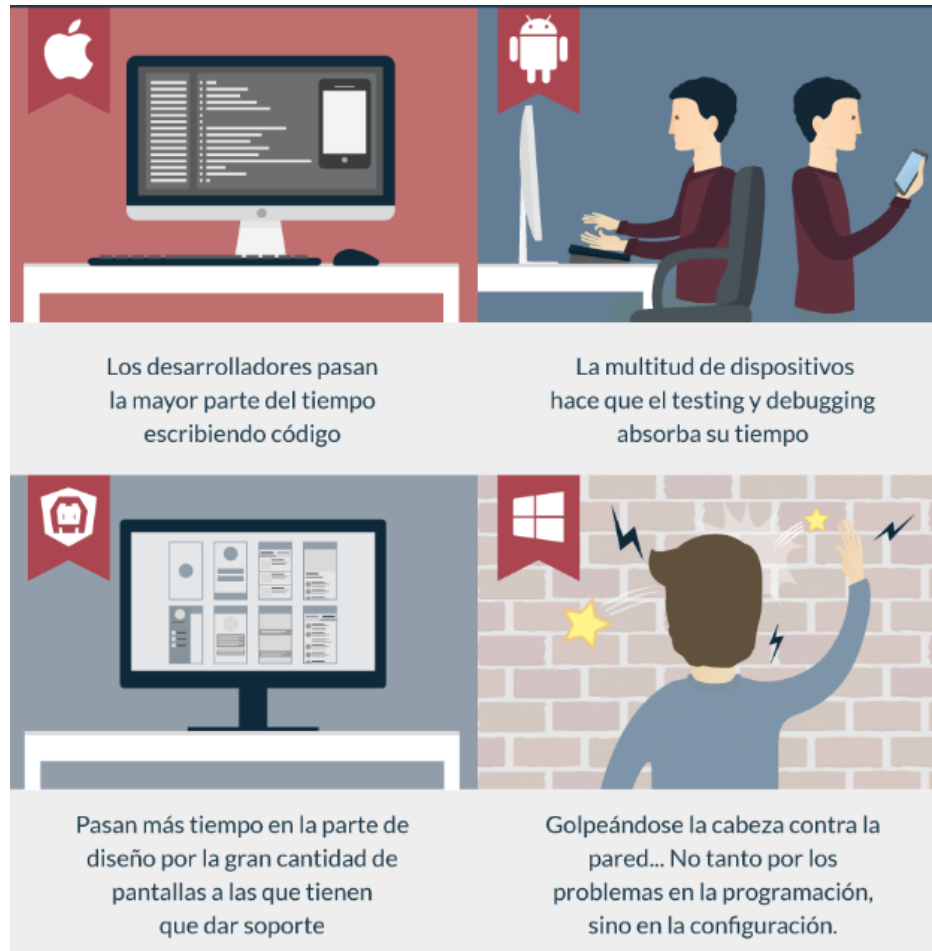 Los desarrolladores pasan
la mayor parte del tiempo
escribiendo código
La multitud de dispositivos
hace que el testing y debugging
absorba su tiempo
Pasan más tiempo en la parte de
diseño por la gran cantidad de
pantallas a las que tienen
que dar soporte
Golpeándose la cabeza contra la
pared... No tanto por los
problemas en la programación,
sino en la configuración.